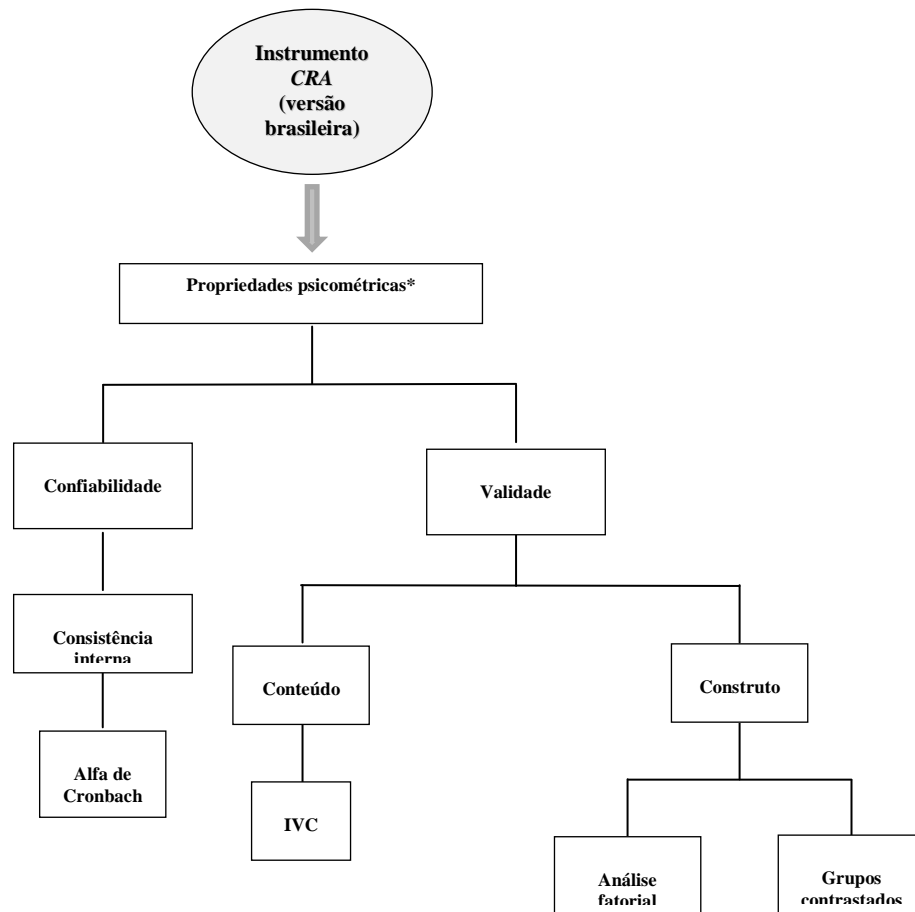 Instrumento
CRA
(versão
brasileira)
Propriedades psicométricas*
Confiabilidade
Validade
Consistência
interna
Conteúdo
Construto
Alfa de
Cronbach
IVC
Análise
fatorial
Grupos
contrastados